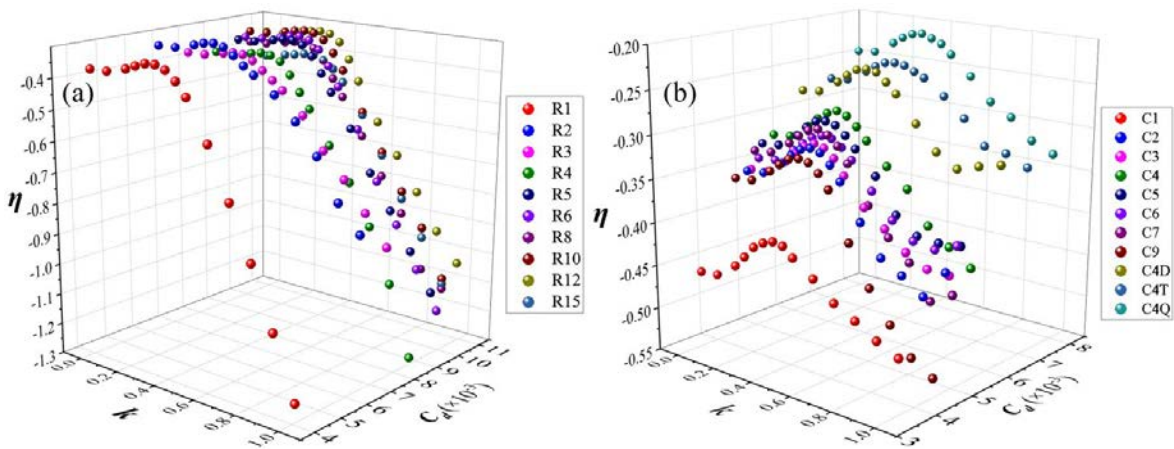 (a)
η
-0.4
-0.5
-0.6
-0.7
-0.8
-0.9
-1.0
-1.1
-1.2
-1.3
0.0
0.2
0.4
0.6
0.8
1.0
k
4
5
6
7
8
9
10
11
C_d (×10⁻³)
R1
R2
R3
R4
R5
R6
R8
R10
R12
R15
(b)
η
-0.20
-0.25
-0.30
-0.35
-0.40
-0.45
-0.50
-0.55
0.0
0.2
0.4
0.6
0.8
1.0
k
3
4
5
6
7
8
C_d (×10⁻³)
C1
C2
C3
C4
C5
C6
C7
C9
C4D
C4T
C4Q